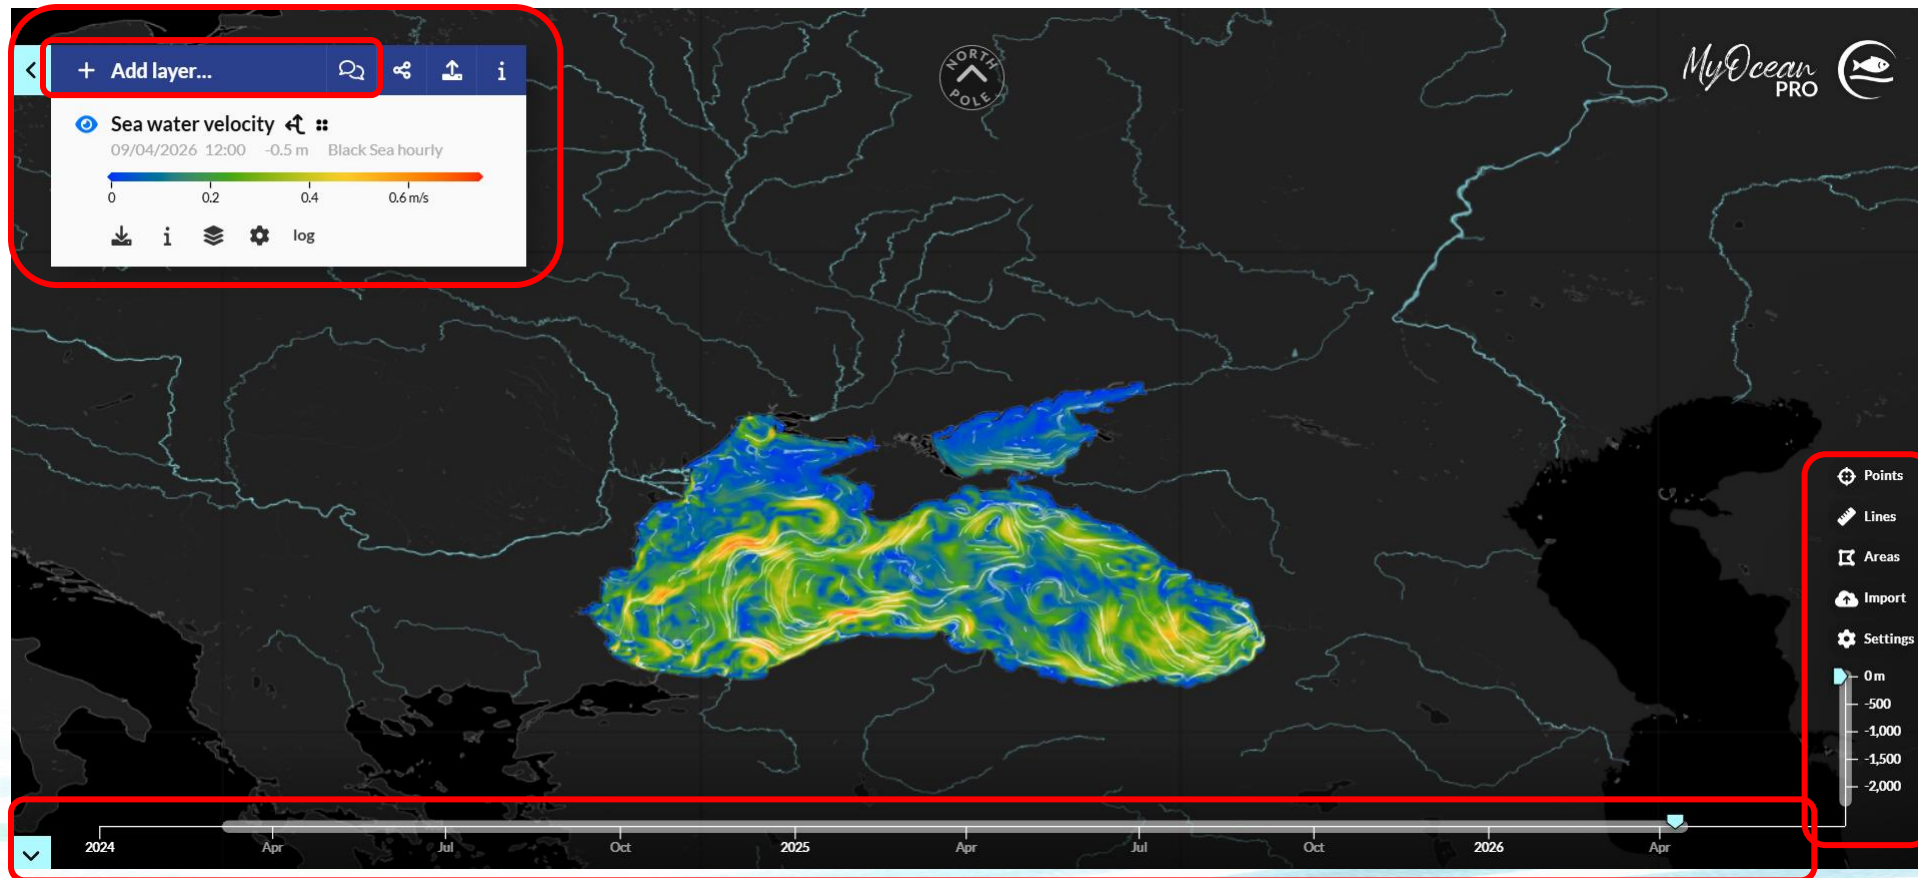 + Add layer...
Sea water velocity
09/04/2026 12:00 -0.5 m Black Sea hourly
0 0.2 0.4 0.6 m/s
log
NORTH
POLE
MyOcean
PRO
Points
Lines
Areas
Import
Settings
0 m
-500
-1,000
-1,500
-2,000
2024 Apr Jul Oct 2025 Apr Jul Oct 2026 Apr